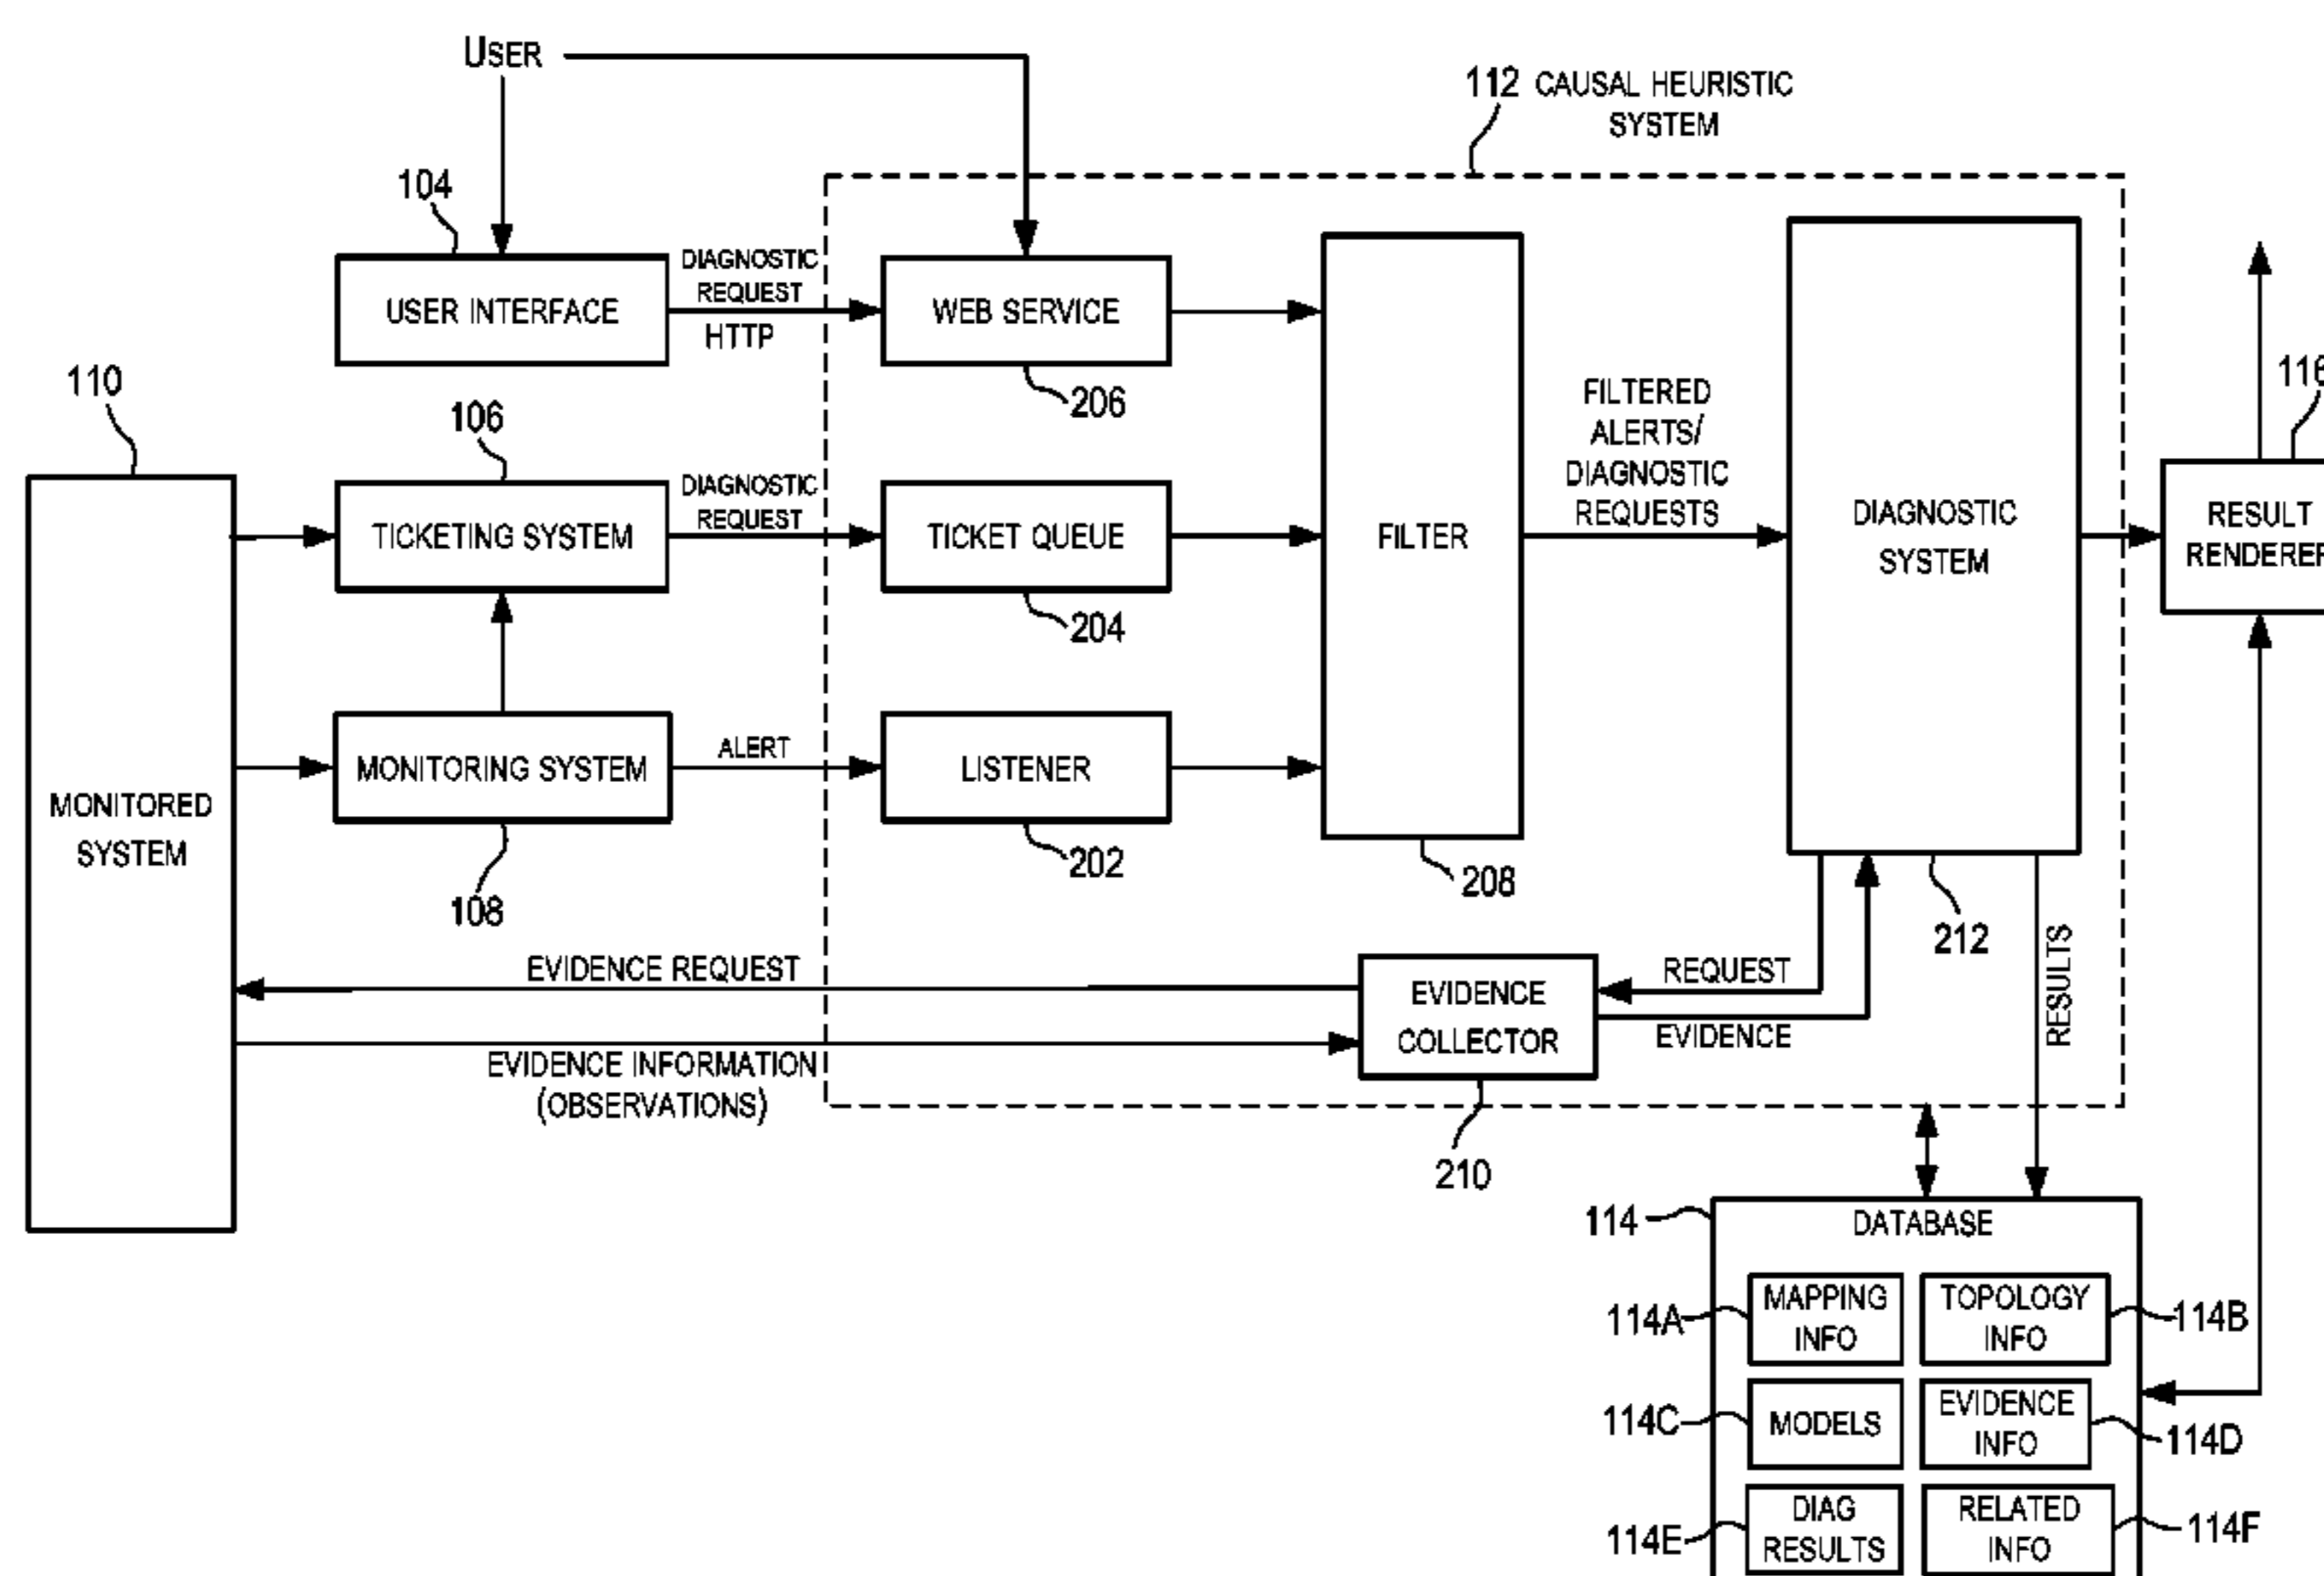 USER
112 CAUSAL HEURISTIC
SYSTEM
104
USER INTERFACE
DIAGNOSTIC
REQUEST
HTTP
WEB SERVICE
206
110
106
TICKETING SYSTEM
DIAGNOSTIC
REQUEST
TICKET QUEUE
204
FILTER
208
FILTERED
ALERTS/
DIAGNOSTIC
REQUESTS
DIAGNOSTIC
SYSTEM
212
116
RESULT
RENDERER
MONITORED
SYSTEM
MONITORING SYSTEM
108
ALERT
LISTENER
202
EVIDENCE REQUEST
EVIDENCE INFORMATION
(OBSERVATIONS)
EVIDENCE
COLLECTOR
210
REQUEST
EVIDENCE
RESULTS
114
DATABASE
114A
MAPPING
INFO
TOPOLOGY
INFO
114B
114C
MODELS
EVIDENCE
INFO
114D
114E
DIAG
RESULTS
RELATED
INFO
114F